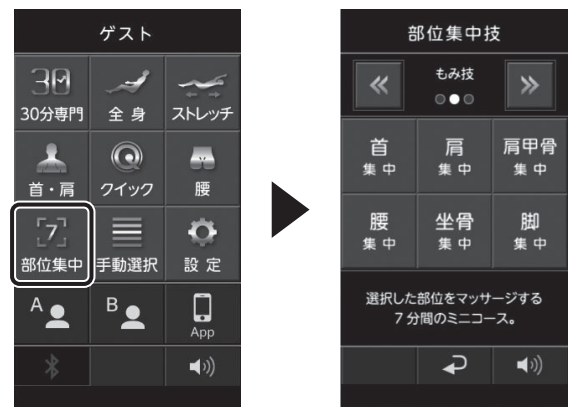 ゲスト
30
30分専門
全 身
ストレッチ
首・肩
クイック
腰
7
部位集中
手動選択
設 定
A
B
App
部位集中技
もみ技
首
集 中
肩
集 中
肩甲骨
集 中
腰
集 中
坐骨
集 中
脚
集 中
選択した部位をマッサージする
7 分間のミニコース。